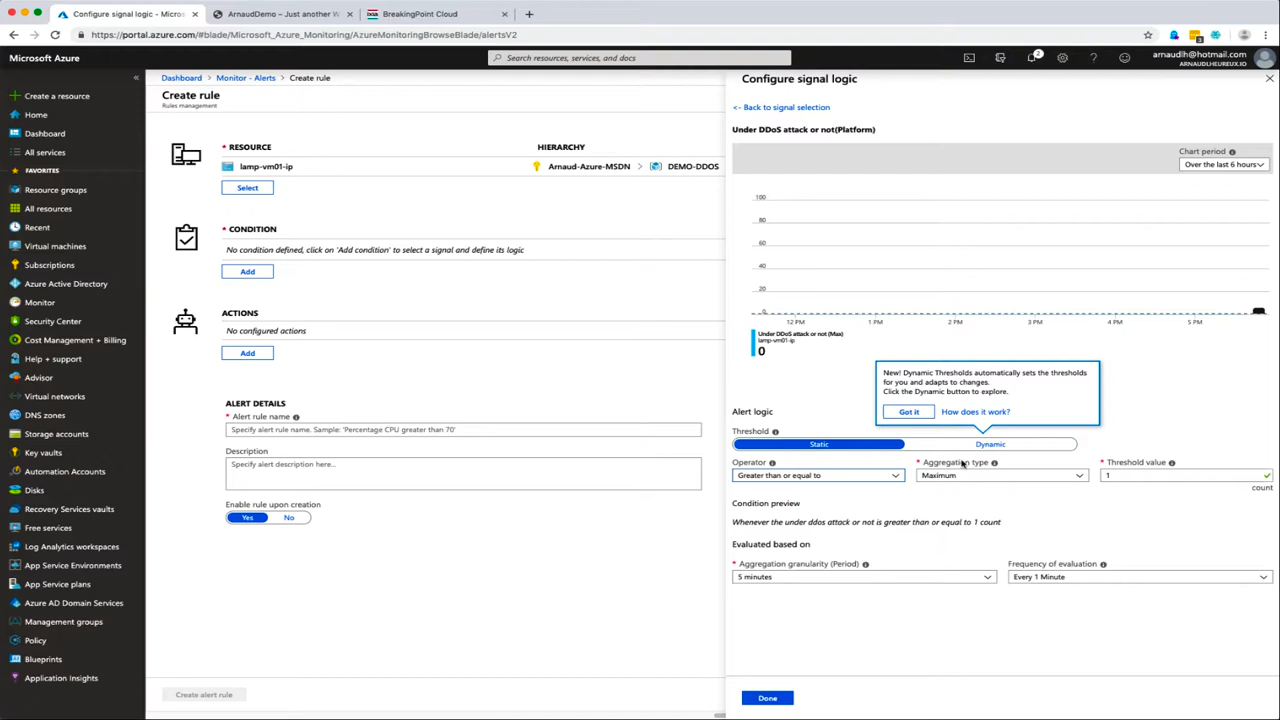 Configure signal logic - Micros
ArnaudDemo – Just another W
BreakingPoint Cloud
https://portal.azure.com/#blade/Microsoft_Azure_Monitoring/AzureMonitoringBrowseBlade/alertsV2
Microsoft Azure
Search resources, services, and docs
2
arnaudlh@hotmail.com
ARNAUDLHEUREUX.IO
Create a resource
Home
Dashboard
All services
FAVORITES
Resource groups
All resources
Recent
Virtual machines
Subscriptions
Azure Active Directory
Monitor
Security Center
Cost Management + Billing
Help + support
Advisor
Virtual networks
DNS zones
Storage accounts
Key vaults
Automation Accounts
Disks
Recovery Services vaults
Free services
Log Analytics workspaces
App Service Environments
App Service plans
Azure AD Domain Services
Management groups
Policy
Blueprints
Application Insights
Dashboard > Monitor - Alerts > Create rule
Create rule
Rules management
* RESOURCE
HIERARCHY
lamp-vm01-ip
Arnaud-Azure-MSDN > DEMO-DDOS
Select
* CONDITION
No condition defined, click on 'Add condition' to select a signal and define its logic
Add
ACTIONS
No configured actions
Add
ALERT DETAILS
* Alert rule name
Specify alert rule name. Sample: 'Percentage CPU greater than 70'
Description
Specify alert description here...
Enable rule upon creation
Yes No
Create alert rule
Configure signal logic
<- Back to signal selection
Under DDoS attack or not(Platform)
Chart period
Over the last 6 hours
100
80
60
40
20
0
12 PM 1 PM 2 PM 3 PM 4 PM 5 PM
Under DDoS attack or not (Max)
lamp-vm01-ip
0
New! Dynamic Thresholds automatically sets the thresholds
for you and adapts to changes.
Click the Dynamic button to explore.
Got it How does it work?
Alert logic
Threshold
Static Dynamic
Operator * Aggregation type * Threshold value
Greater than or equal to Maximum 1
count
Condition preview
Whenever the under ddos attack or not is greater than or equal to 1 count
Evaluated based on
* Aggregation granularity (Period) Frequency of evaluation
5 minutes Every 1 Minute
Done